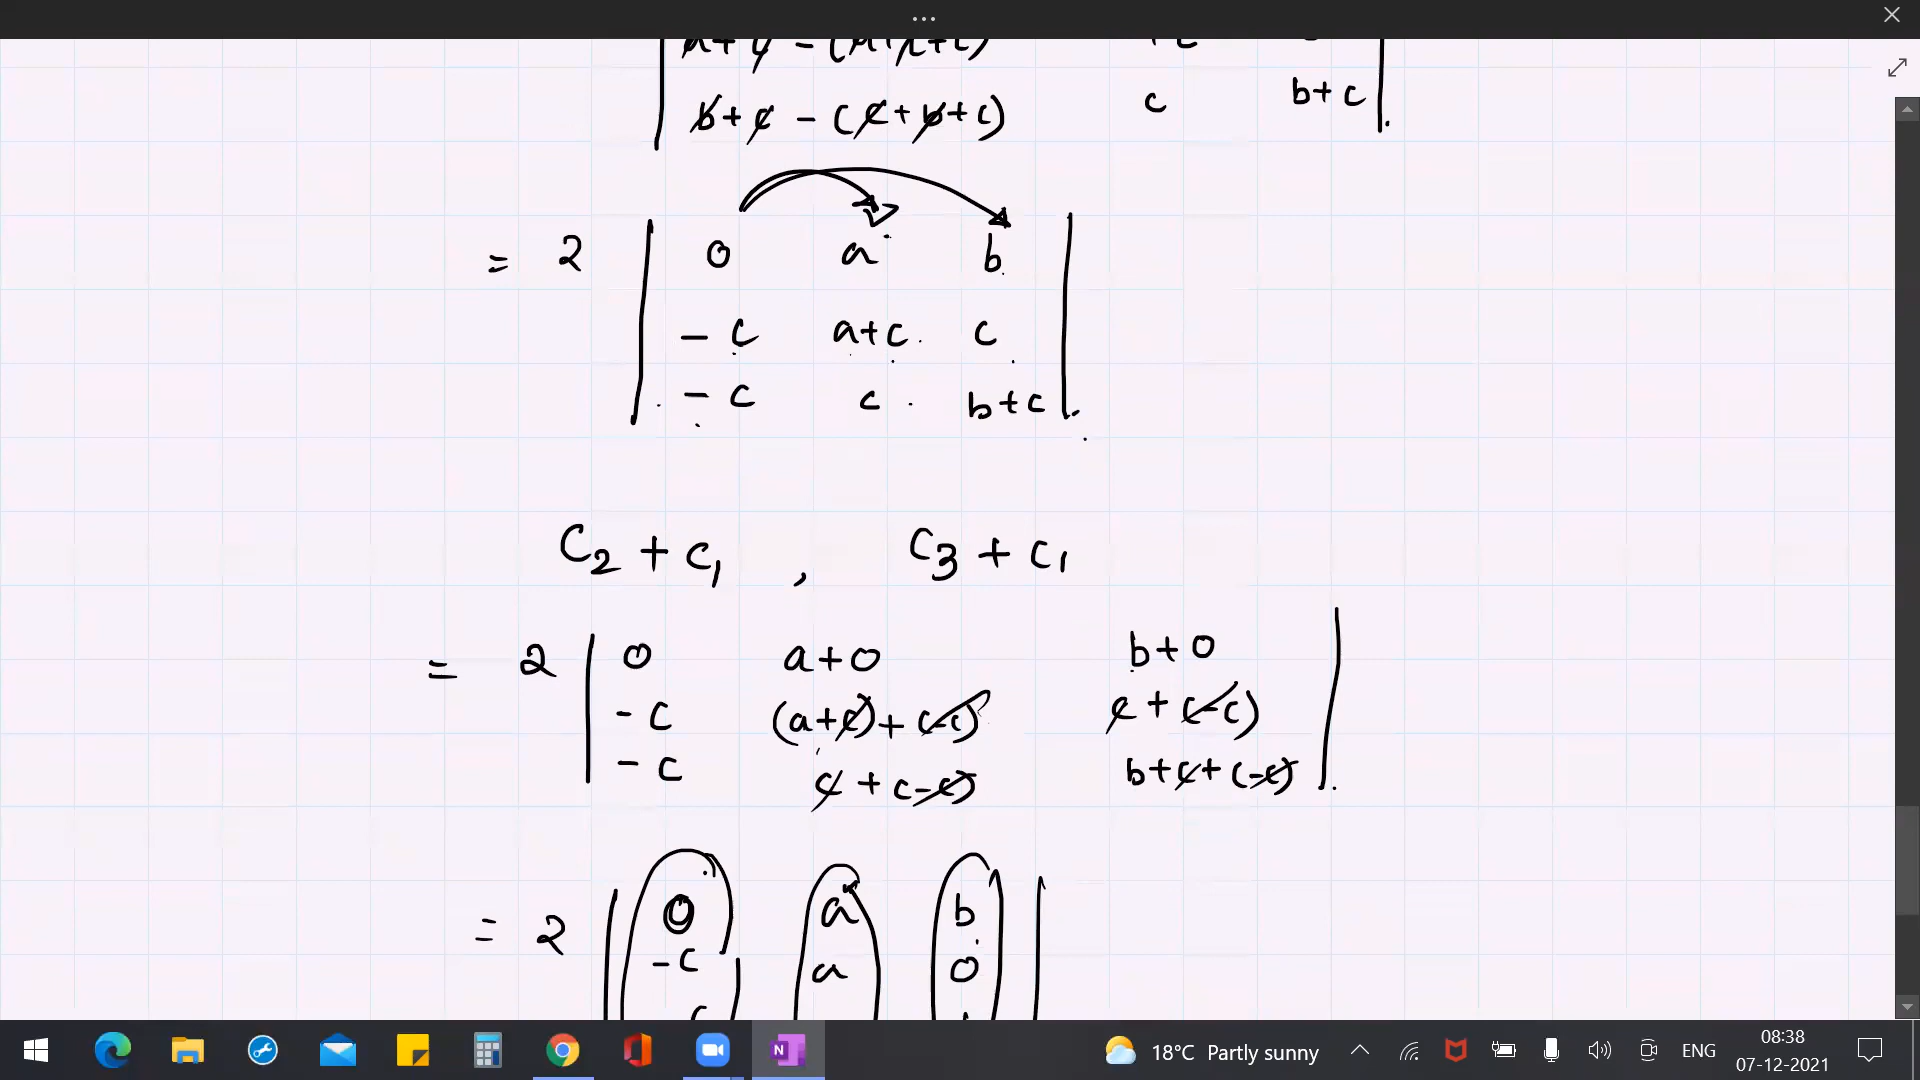 b+c - (c+b+c) c b+c
= 2 | 0 a b |
- c a+c c
- c c b+c
C2 + C1 , C3 + C1
= 2 | 0 a+0 b+0 |
- c (a+c) + (-c) c + (-c)
- c c + (-c) b+c+ (-c)
= 2 | 0 a b |
-c a 0
18°C Partly sunny ENG 08:38
07-12-2021